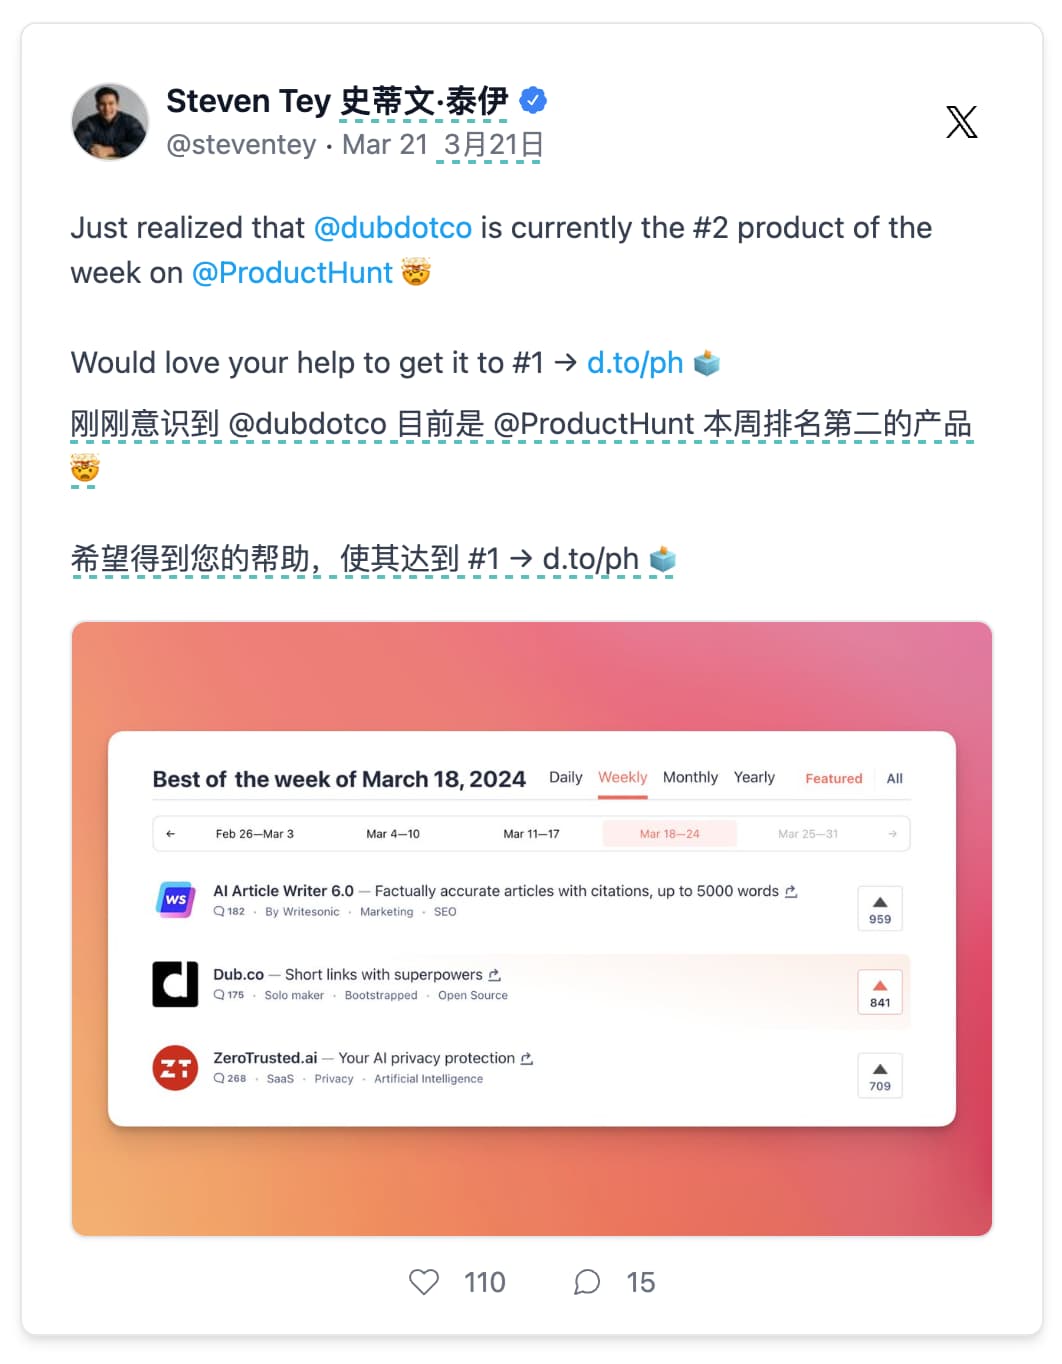 Steven Tey 史蒂文·泰伊
@steventey · Mar 21 3月21日
Just realized that @dubdotco is currently the #2 product of the
week on @ProductHunt 🤯
Would love your help to get it to #1 → d.to/ph 🗳️
刚刚意识到 @dubdotco 目前是 @ProductHunt 本周排名第二的产品
🤯
希望得到您的帮助，使其达到 #1 → d.to/ph 🗳️
Best of the week of March 18, 2024 Daily Weekly Monthly Yearly Featured All
← Feb 26—Mar 3 Mar 4—10 Mar 11—17 Mar 18—24 Mar 25—31 →
WS
AI Article Writer 6.0 — Factually accurate articles with citations, up to 5000 words
182 · By Writesonic · Marketing · SEO
959
d
Dub.co — Short links with superpowers
175 · Solo maker · Bootstrapped · Open Source
841
ZT
ZeroTrusted.ai — Your AI privacy protection
268 · SaaS · Privacy · Artificial Intelligence
709
110 15